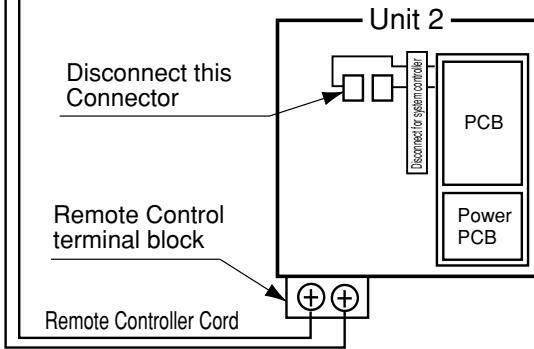 Unit 2
Disconnect this
Connector
Disconnect for system controller
PCB
Power
PCB
Remote Control
terminal block
Remote Controller Cord